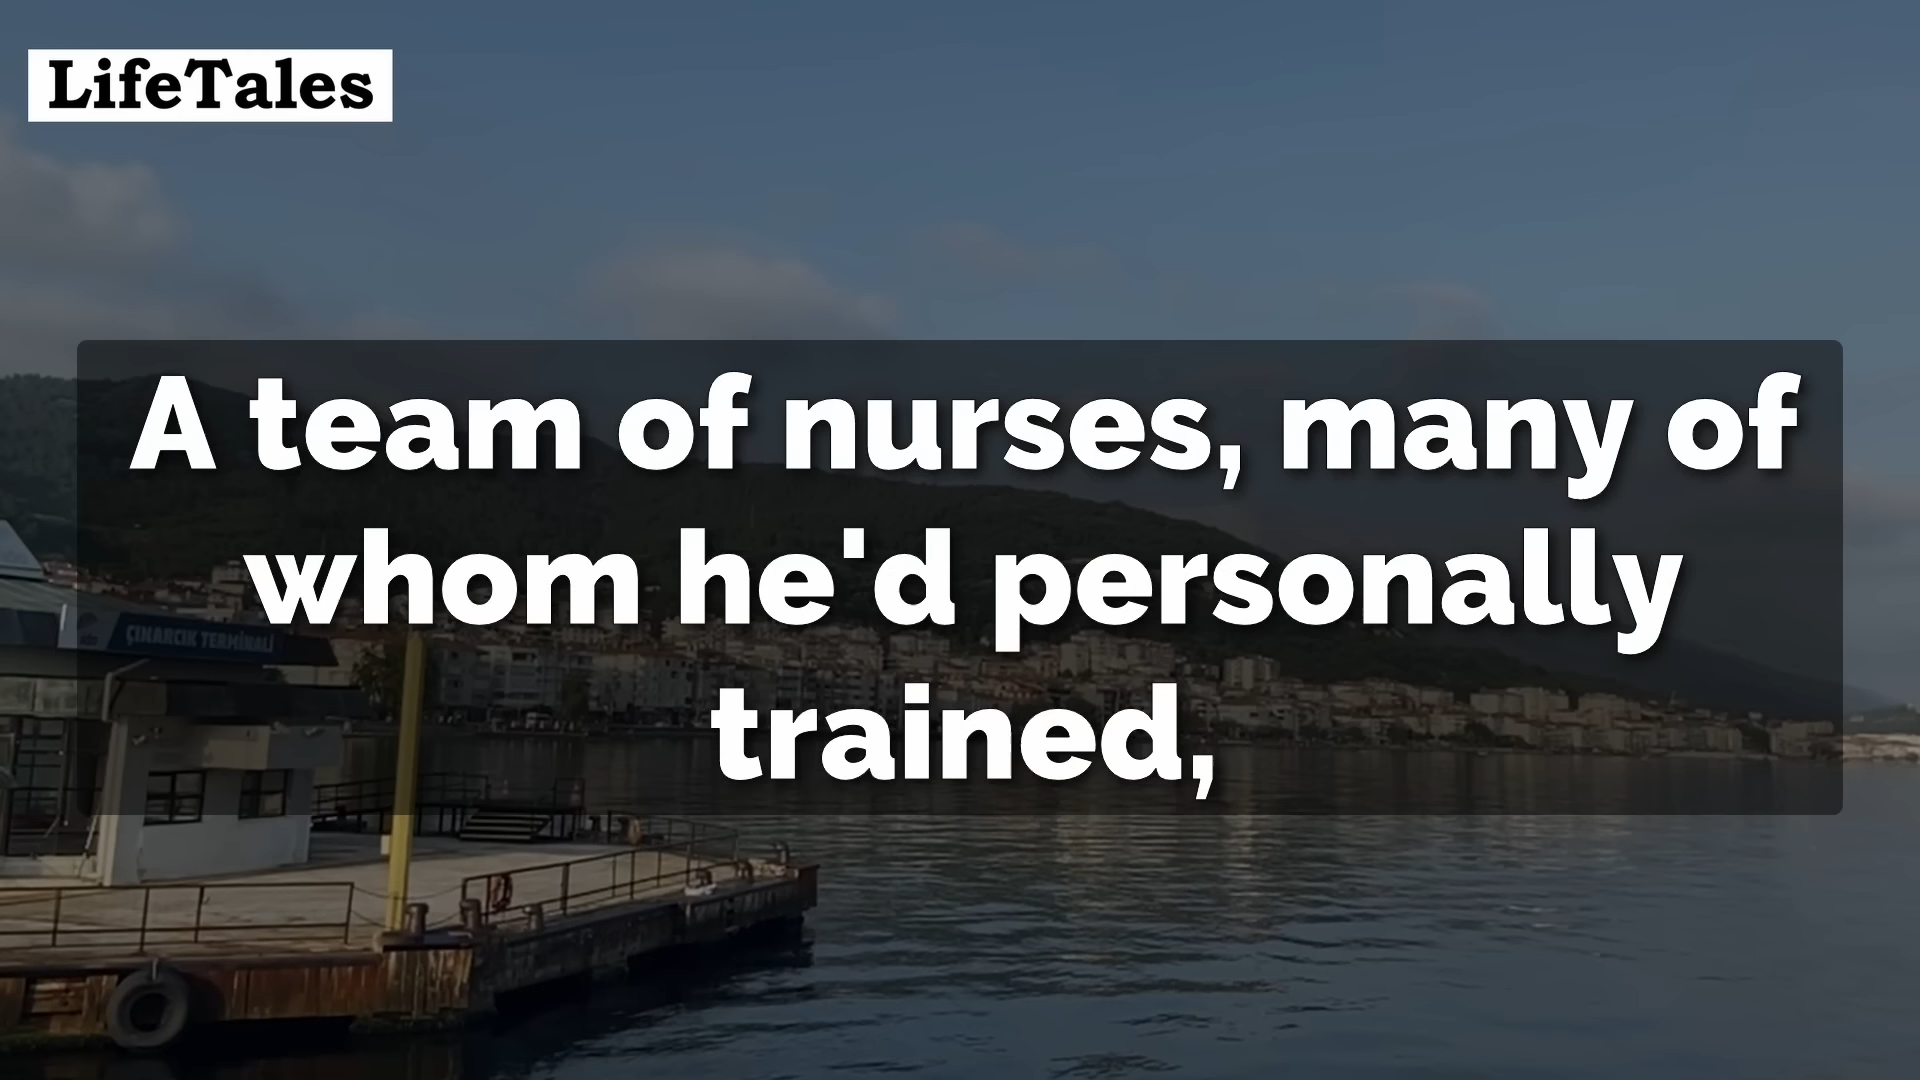 LifeTales
A team of nurses, many of
whom he'd personally
trained,
ÇINARCIK TERMİNALİ